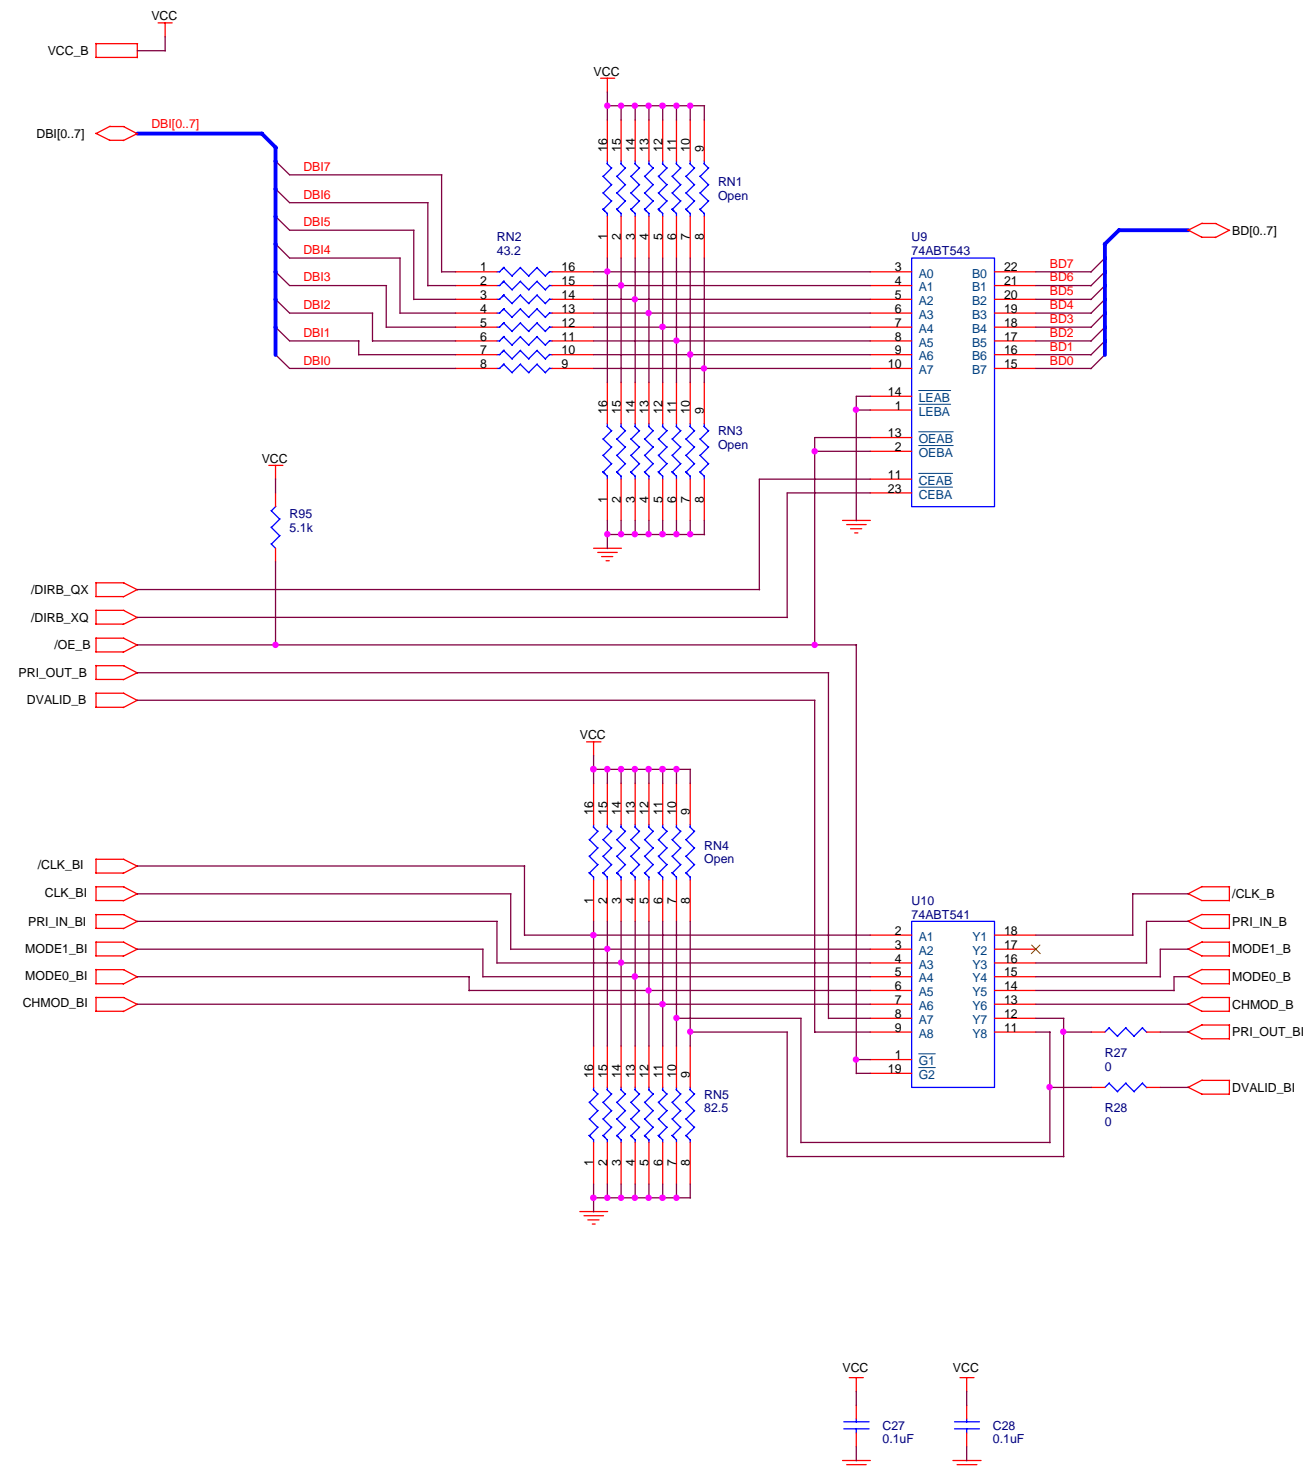 VCC
VCC_B
VCC
DBI[0..7]
DBI[0..7]
16
15
14
13
12
11
10
9
DBI7
RN1
Open
DBI6
DBI5
1
2
3
4
5
6
7
8
U9
74ABT543
BD[0..7]
RN2
43.2
DBI4
DBI3
DBI2
DBI1
DBI0
1 16
2 15
3 14
4 13
5 12
6 11
7 10
8 9
3 A0 B0 22 BD7
4 A1 B1 21 BD6
5 A2 B2 20 BD5
6 A3 B3 19 BD4
7 A4 B4 18 BD3
8 A5 B5 17 BD2
9 A6 B6 16 BD1
10 A7 B7 15 BD0
14 LEAB
1 LEBA
13 OEAB
2 OEBA
11 CEAB
23 CEBA
16
15
14
13
12
11
10
9
RN3
Open
1
2
3
4
5
6
7
8
VCC
R95
5.1k
/DIRB_QX
/DIRB_XQ
/OE_B
PRI_OUT_B
DVALID_B
VCC
16
15
14
13
12
11
10
9
RN4
Open
1
2
3
4
5
6
7
8
/CLK_BI
CLK_BI
PRI_IN_BI
MODE1_BI
MODE0_BI
CHMOD_BI
U10
74ABT541
2 A1 Y1 18
3 A2 Y2 17
4 A3 Y3 16
5 A4 Y4 15
6 A5 Y5 14
7 A6 Y6 13
8 A7 Y7 12
9 A8 Y8 11
1 G1
19 G2
/CLK_B
PRI_IN_B
MODE1_B
MODE0_B
CHMOD_B
PRI_OUT_BI
R27
0
DVALID_BI
R28
0
16
15
14
13
12
11
10
9
RN5
82.5
1
2
3
4
5
6
7
8
VCC
VCC
C27
0.1uF
C28
0.1uF